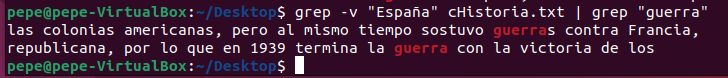 pepe@pepe-VirtualBox:~/Desktop$ grep -v "España" cHistoria.txt | grep "guerra"
las colonias americanas, pero al mismo tiempo sostuvo guerras contra Francia,
republicana, por lo que en 1939 termina la guerra con la victoria de los
pepe@pepe-VirtualBox:~/Desktop$